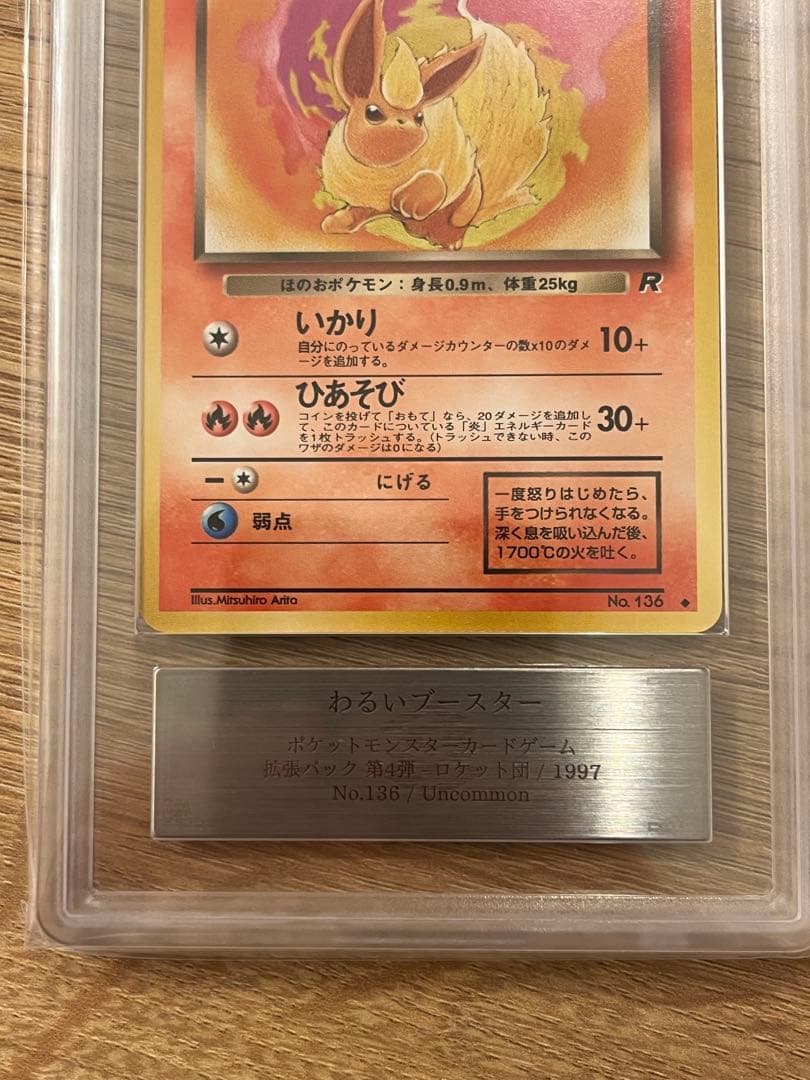 ほのおポケモン：身長0.9m、体重25kg R
いかり
自分にのっているダメージカウンターの数x10のダメ
ージを追加する。
10+
ひあそび
コインを投げて「おもて」なら、20ダメージを追加し
て、このカードについている「炎」エネルギーカード
を1枚トラッシュする。（トラッシュできない時、この
ワザのダメージは0になる）
30+
にげる
弱点
一度怒りはじめたら、
手をつけられなくなる。
深く息を吸い込んだ後、
1700℃の火を吐く。
Illus.Mitsuhiro Arita
No. 136
わるいブースター
ポケットモンスターカードゲーム
拡張パック 第4弾 -ロケット団 / 1997
No.136 / Uncommon